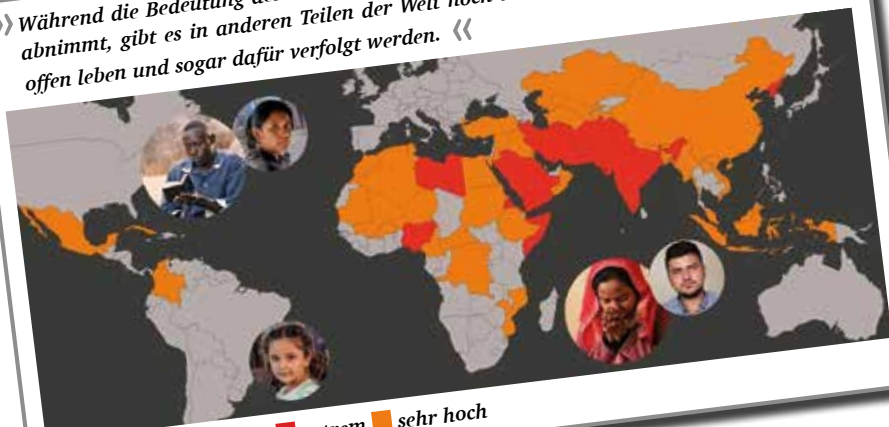 » Während die Bedeutung
abnimmt, gibt es in anderen Teilen der Welt noch
offen leben und sogar dafür verfolgt werden. «
sehr hoch